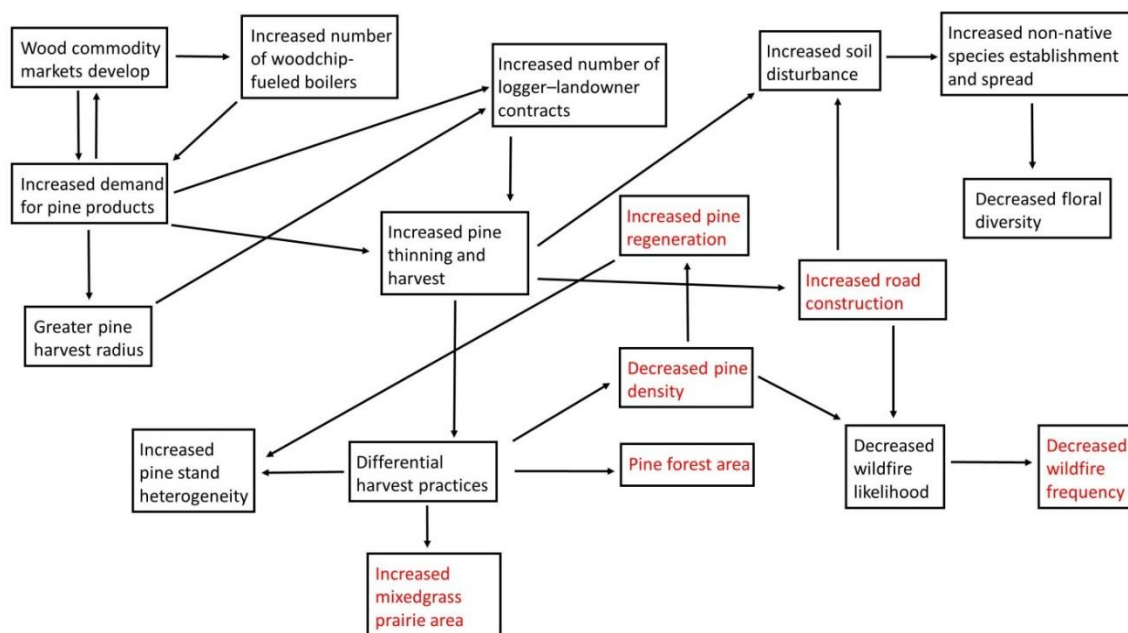 Wood commodity
markets develop
Increased number
of woodchip-
fueled boilers
Increased number of
logger–landowner
contracts
Increased soil
disturbance
Increased non-native
species establishment
and spread
Increased demand
for pine products
Increased pine
thinning and
harvest
Increased pine
regeneration
Decreased floral
diversity
Increased road
construction
Greater pine
harvest radius
Decreased pine
density
Increased
pine stand
heterogeneity
Differential
harvest practices
Pine forest area
Decreased
wildfire
likelihood
Decreased
wildfire
frequency
Increased
mixedgrass
prairie area